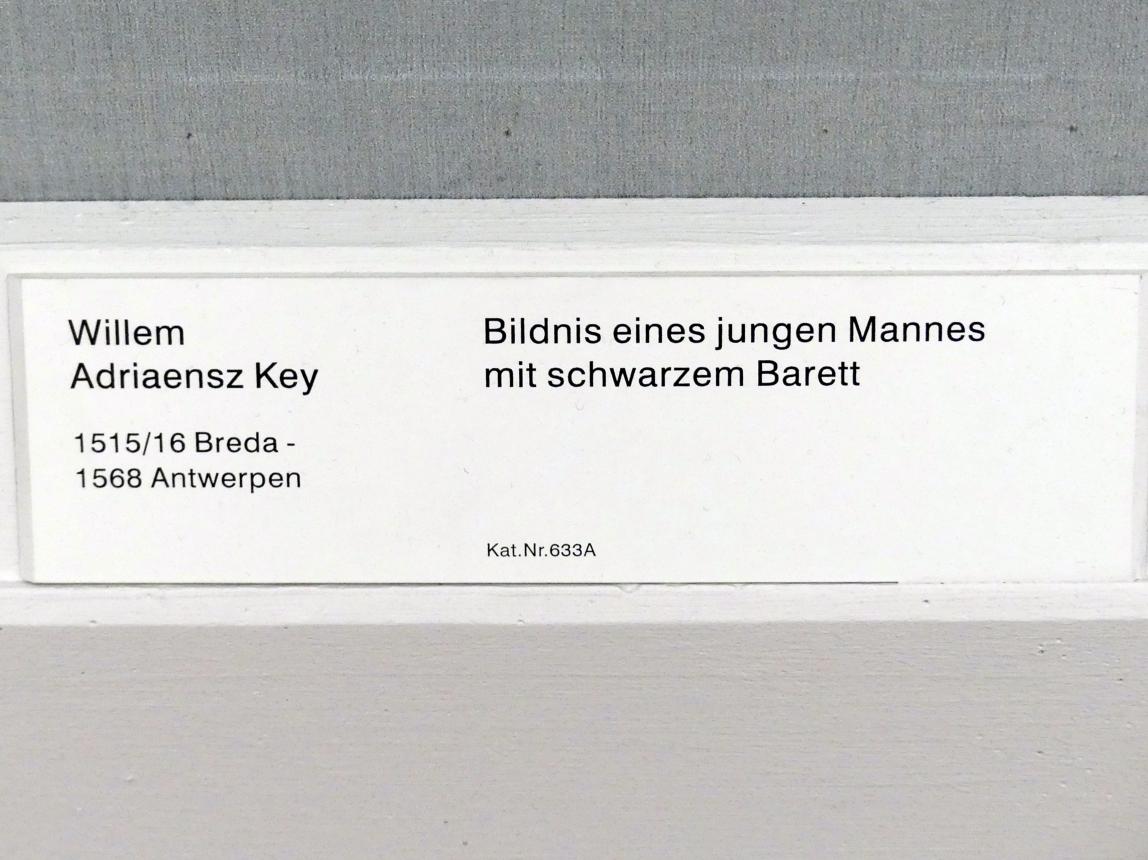 Willem
Adriaensz Key
1515/16 Breda -
1568 Antwerpen
Bildnis eines jungen Mannes
mit schwarzem Barett
Kat.Nr.633A